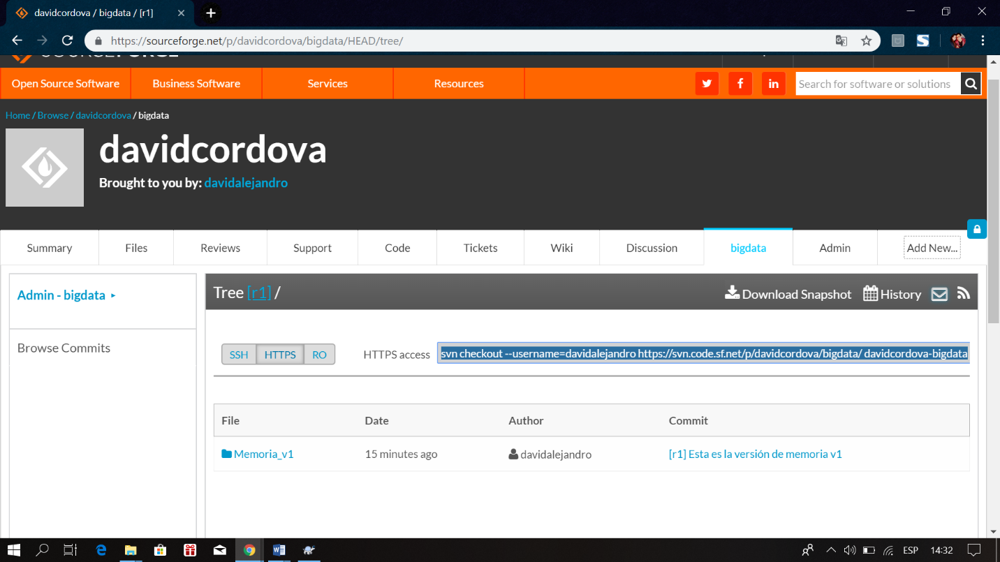 davidcordova / bigdata / [r1]
https://sourceforge.net/p/davidcordova/bigdata/HEAD/tree/
Open Source Software Business Software Services Resources Search for software or solutions
Home / Browse / davidcordova / bigdata
davidcordova
Brought to you by: davidalejandro
Summary Files Reviews Support Code Tickets Wiki Discussion bigdata Admin Add New...
Admin - bigdata
Browse Commits
Tree [r1] / Download Snapshot History
SSH HTTPS RO HTTPS access svn checkout --username=davidalejandro https://svn.code.sf.net/p/davidcordova/bigdata/ davidcordova-bigdata
File Date Author Commit
Memoria_v1 15 minutes ago davidalejandro [r1] Esta es la versión de memoria v1
ESP 14:32